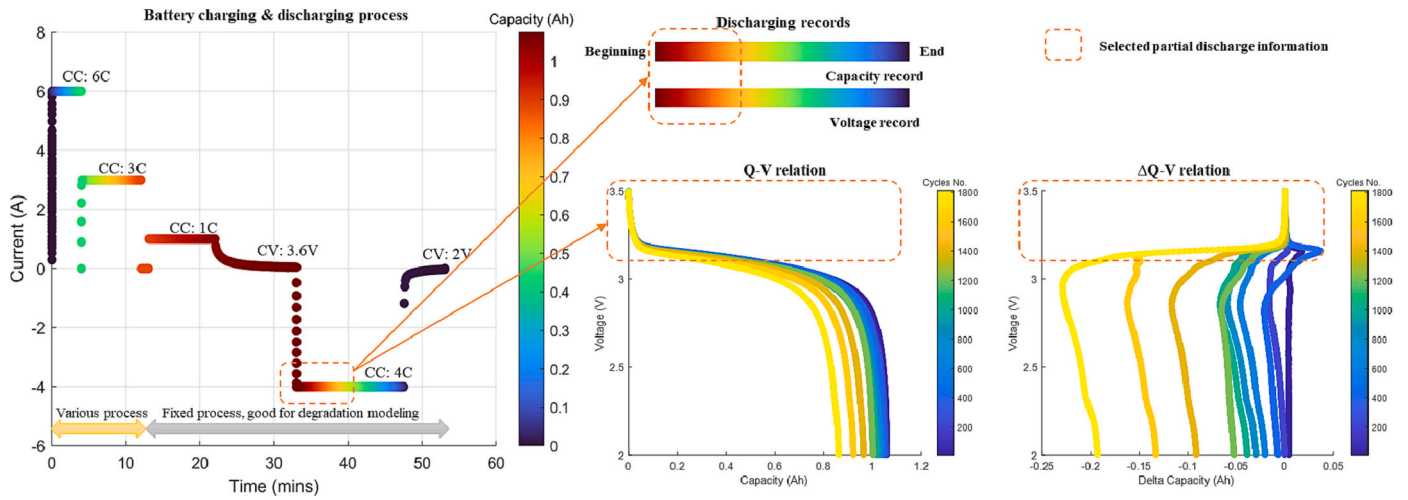 Battery charging & discharging process
Capacity (Ah)
8
6
4
2
0
-2
-4
-6
Current (A)
CC: 6C
CC: 3C
CC: 1C
CV: 3.6V
CV: 2V
CC: 4C
Various process
Fixed process, good for degradation modeling
0
10
20
30
40
50
60
Time (mins)
1
0.9
0.8
0.7
0.6
0.5
0.4
0.3
0.2
0.1
0
Discharging records
Beginning
End
Capacity record
Voltage record
Selected partial discharge information
Q-V relation
Cycles No.
3.5
3
2.5
2
Voltage (V)
0
0.2
0.4
0.6
0.8
1
1.2
Capacity (Ah)
1800
1600
1400
1200
1000
800
600
400
200
ΔQ-V relation
Cycles No.
3.5
3
2.5
2
Voltage (V)
-0.25
-0.2
-0.15
-0.1
-0.05
0
0.05
Delta Capacity (Ah)
1800
1600
1400
1200
1000
800
600
400
200